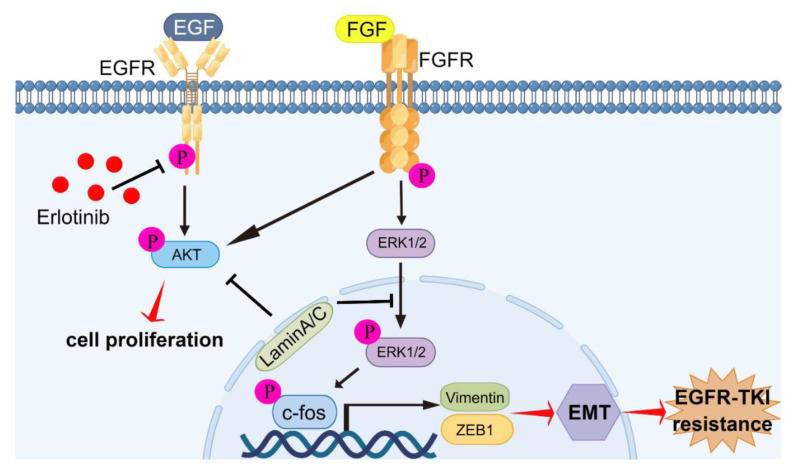 EGF
FGF
EGFR
FGFR
P
P
Erlotinib
P
AKT
ERK1/2
cell proliferation
LaminA/C
P
ERK1/2
P
c-fos
Vimentin
ZEB1
EMT
EGFR-TKI
resistance